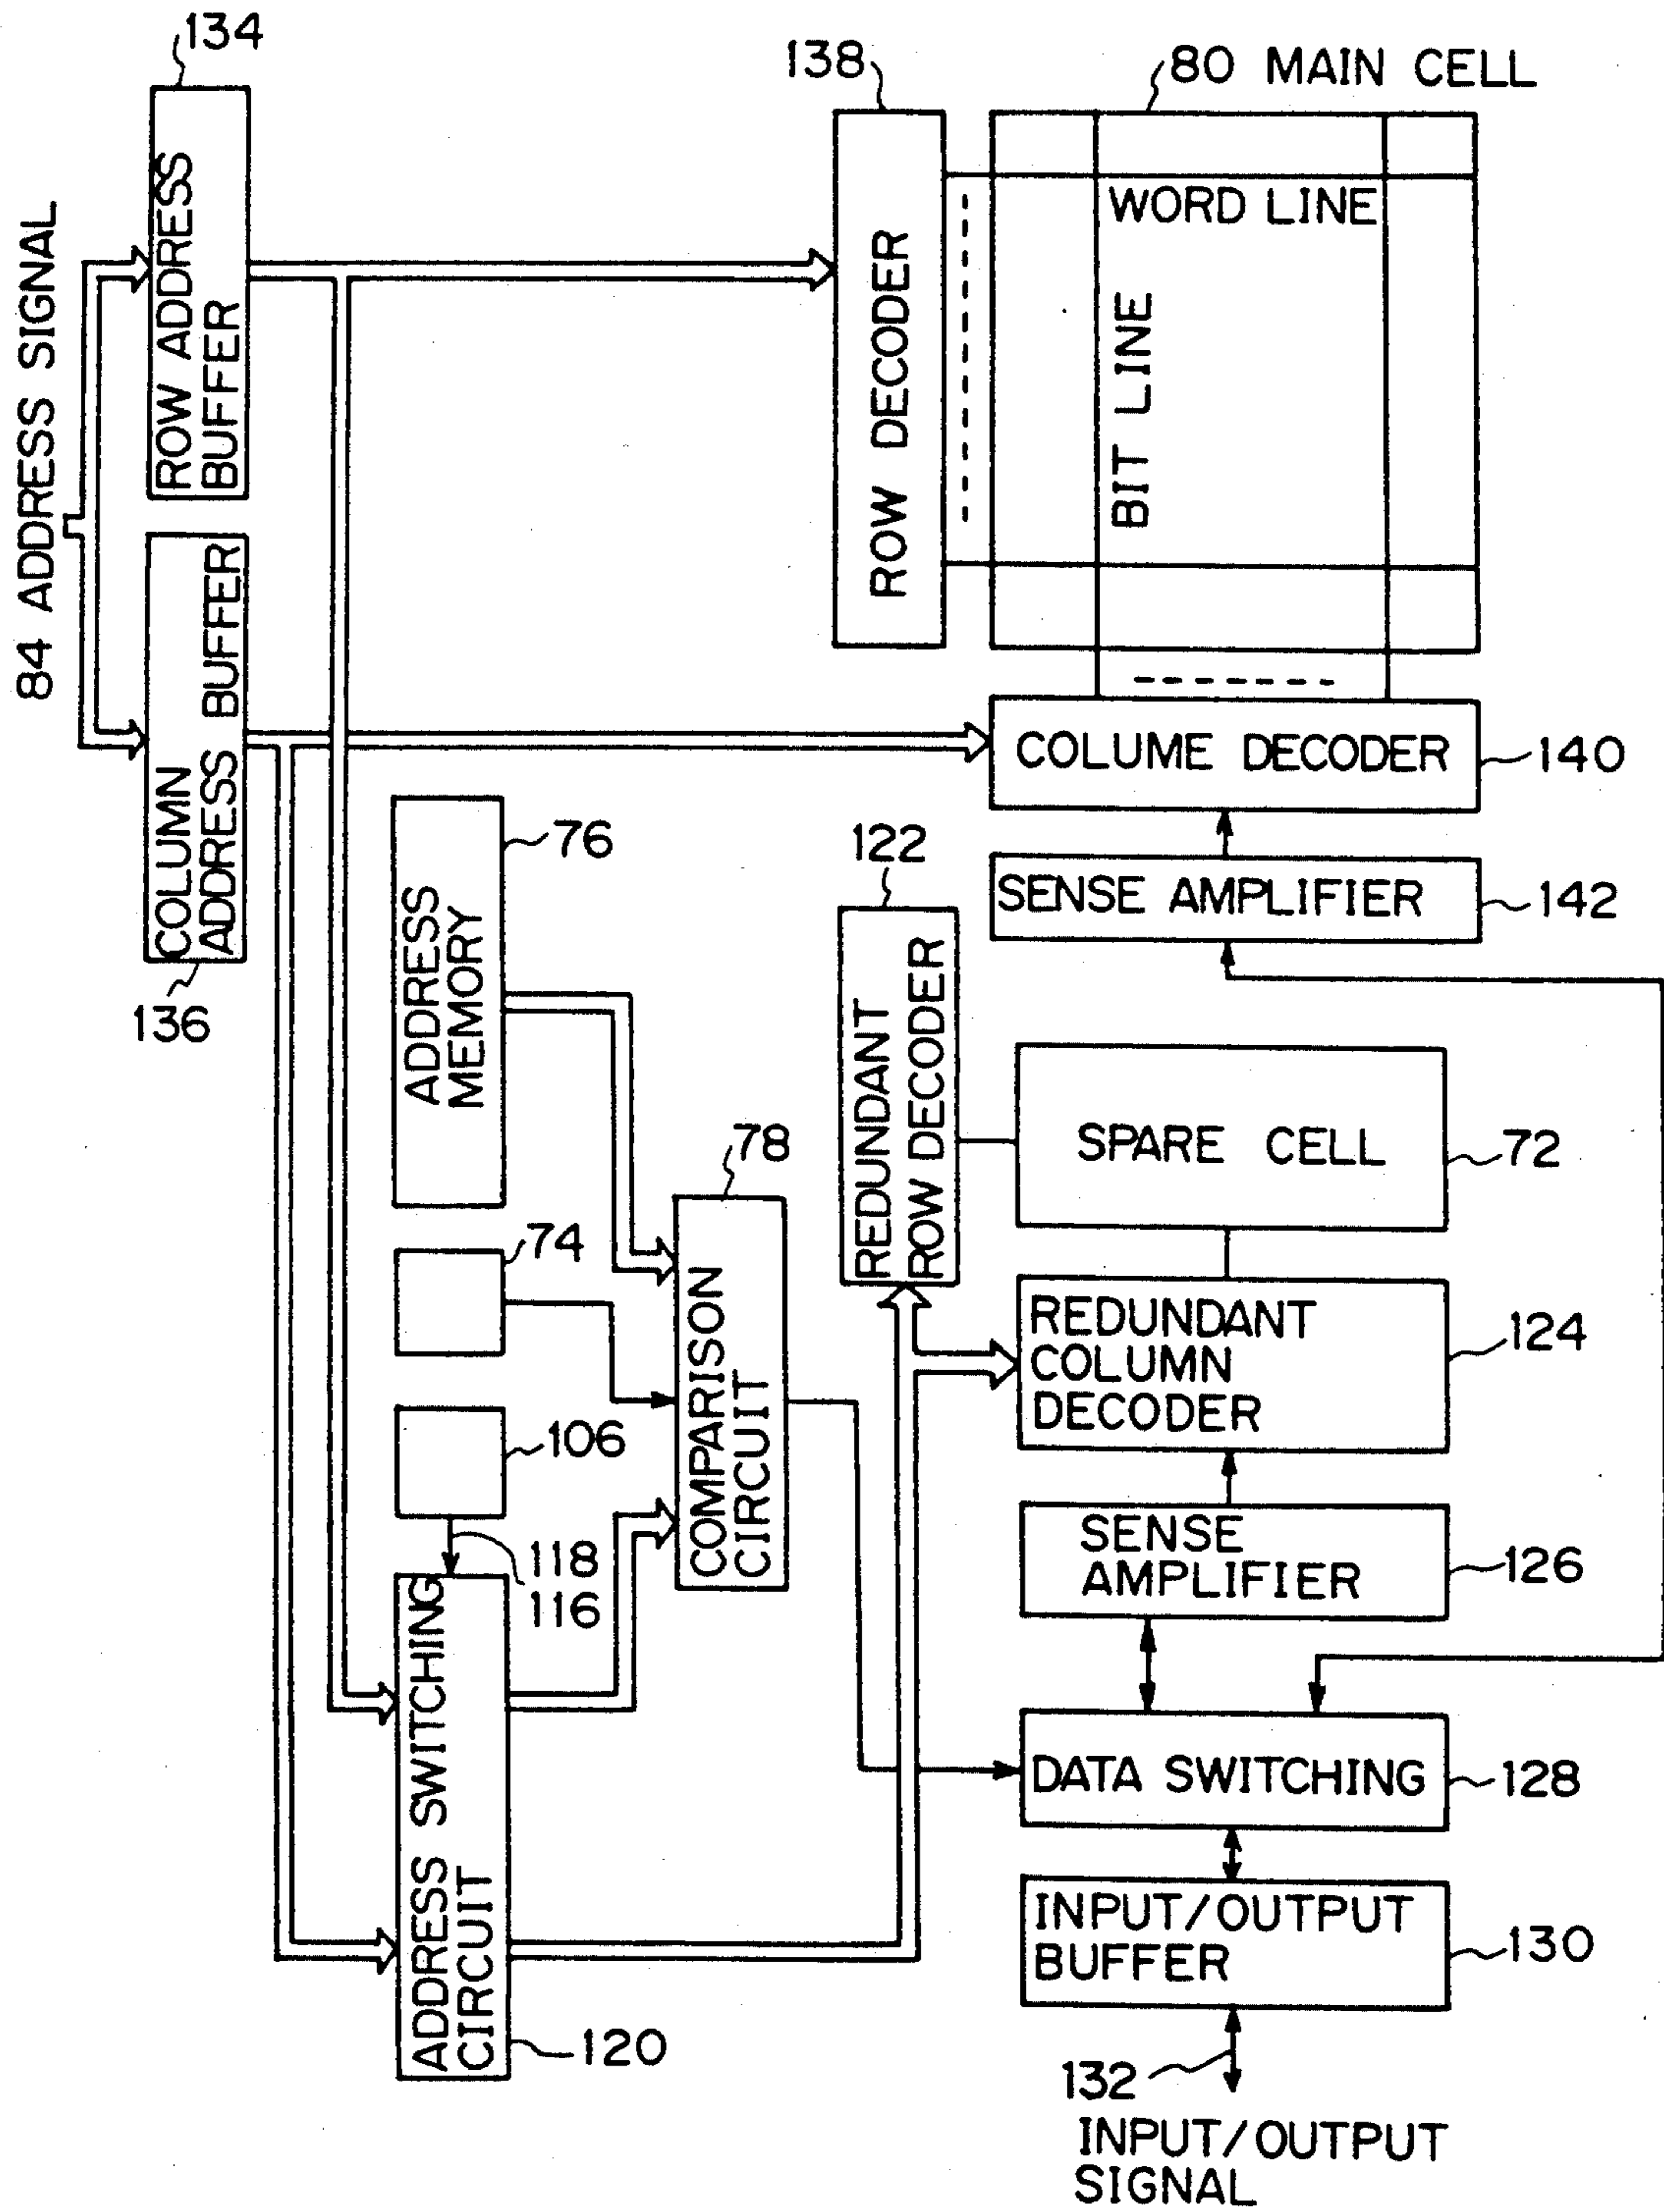 134
138
80 MAIN CELL
84 ADDRESS SIGNAL
ROW ADDRESS
BUFFER
COLUMN
ADDRESS BUFFER
136
ROW DECODER
WORD LINE
BIT LINE
COLUME DECODER
140
SENSE AMPLIFIER
142
76
ADDRESS
MEMORY
122
REDUNDANT
ROW DECODER
SPARE CELL
72
78
COMPARISON
CIRCUIT
74
106
118
116
REDUNDANT
COLUMN
DECODER
124
SENSE
AMPLIFIER
126
ADDRESS SWITCHING
CIRCUIT
120
DATA SWITCHING
128
INPUT/OUTPUT
BUFFER
130
132
INPUT/OUTPUT
SIGNAL